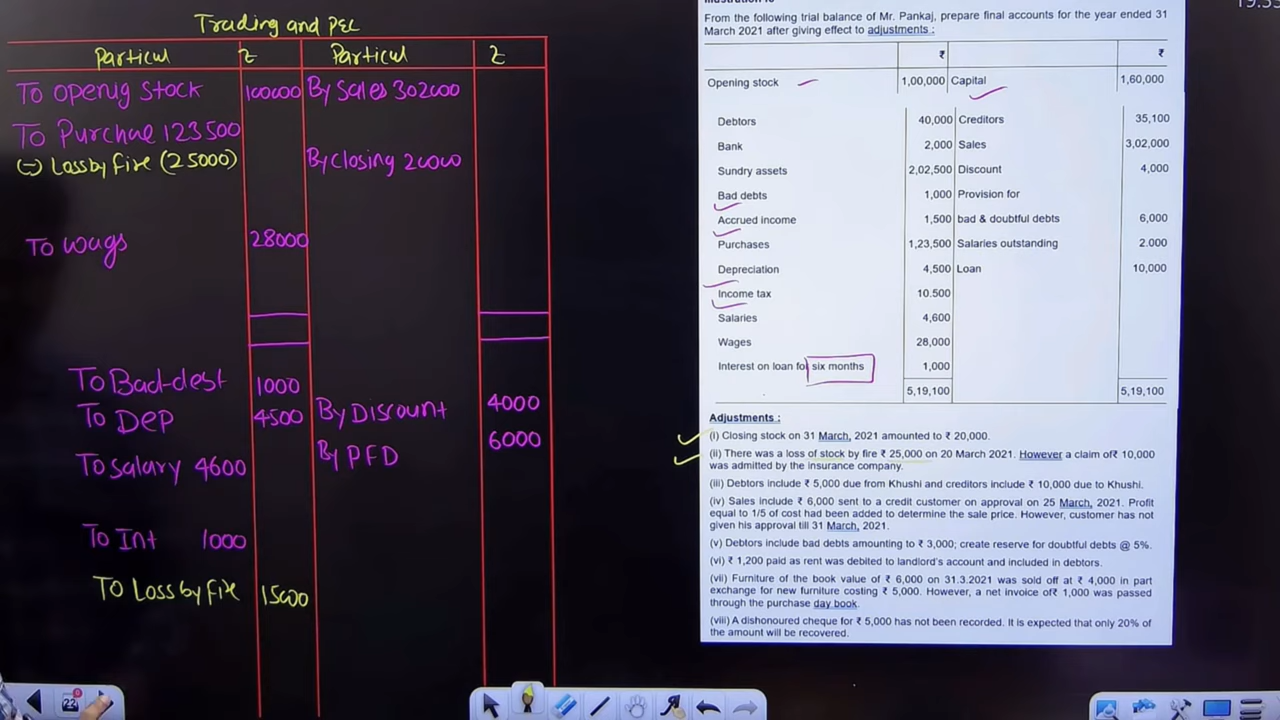 Trading and P&L
Particul ₹ Particul ₹
To openig stock 100000 By Sales 302000
To Purchae 123500
(-) Loss by fire (25000) By closing 20000
To wags 28000
To Bad-dest 1000
To Dep 4500 By Discount 4000
To salary 4600 By PFD 6000
To Int 1000
To Loss by fire 15000
From the following trial balance of Mr. Pankaj, prepare final accounts for the year ended 31
March 2021 after giving effect to adjustments :
₹ ₹
Opening stock 1,00,000 Capital 1,60,000
Debtors 40,000 Creditors 35,100
Bank 2,000 Sales 3,02,000
Sundry assets 2,02,500 Discount 4,000
Bad debts 1,000 Provision for
Accrued income 1,500 bad & doubtful debts 6,000
Purchases 1,23,500 Salaries outstanding 2.000
Depreciation 4,500 Loan 10,000
Income tax 10.500
Salaries 4,600
Wages 28,000
Interest on loan for six months 1,000
5,19,100 5,19,100
Adjustments :
(i) Closing stock on 31 March, 2021 amounted to ₹ 20,000.
(ii) There was a loss of stock by fire ₹ 25,000 on 20 March 2021. However a claim of₹ 10,000
was admitted by the insurance company.
(iii) Debtors include ₹ 5,000 due from Khushi and creditors include ₹ 10,000 due to Khushi.
(iv) Sales include ₹ 6,000 sent to a credit customer on approval on 25 March, 2021. Profit
equal to 1/5 of cost had been added to determine the sale price. However, customer has not
given his approval till 31 March, 2021.
(v) Debtors include bad debts amounting to ₹ 3,000; create reserve for doubtful debts @ 5%.
(vi) ₹ 1,200 paid as rent was debited to landlord's account and included in debtors.
(vii) Furniture of the book value of ₹ 6,000 on 31.3.2021 was sold off at ₹ 4,000 in part
exchange for new furniture costing ₹ 5,000. However, a net invoice of₹ 1,000 was passed
through the purchase day book.
(viii) A dishonoured cheque for ₹ 5,000 has not been recorded. It is expected that only 20% of
the amount will be recovered.